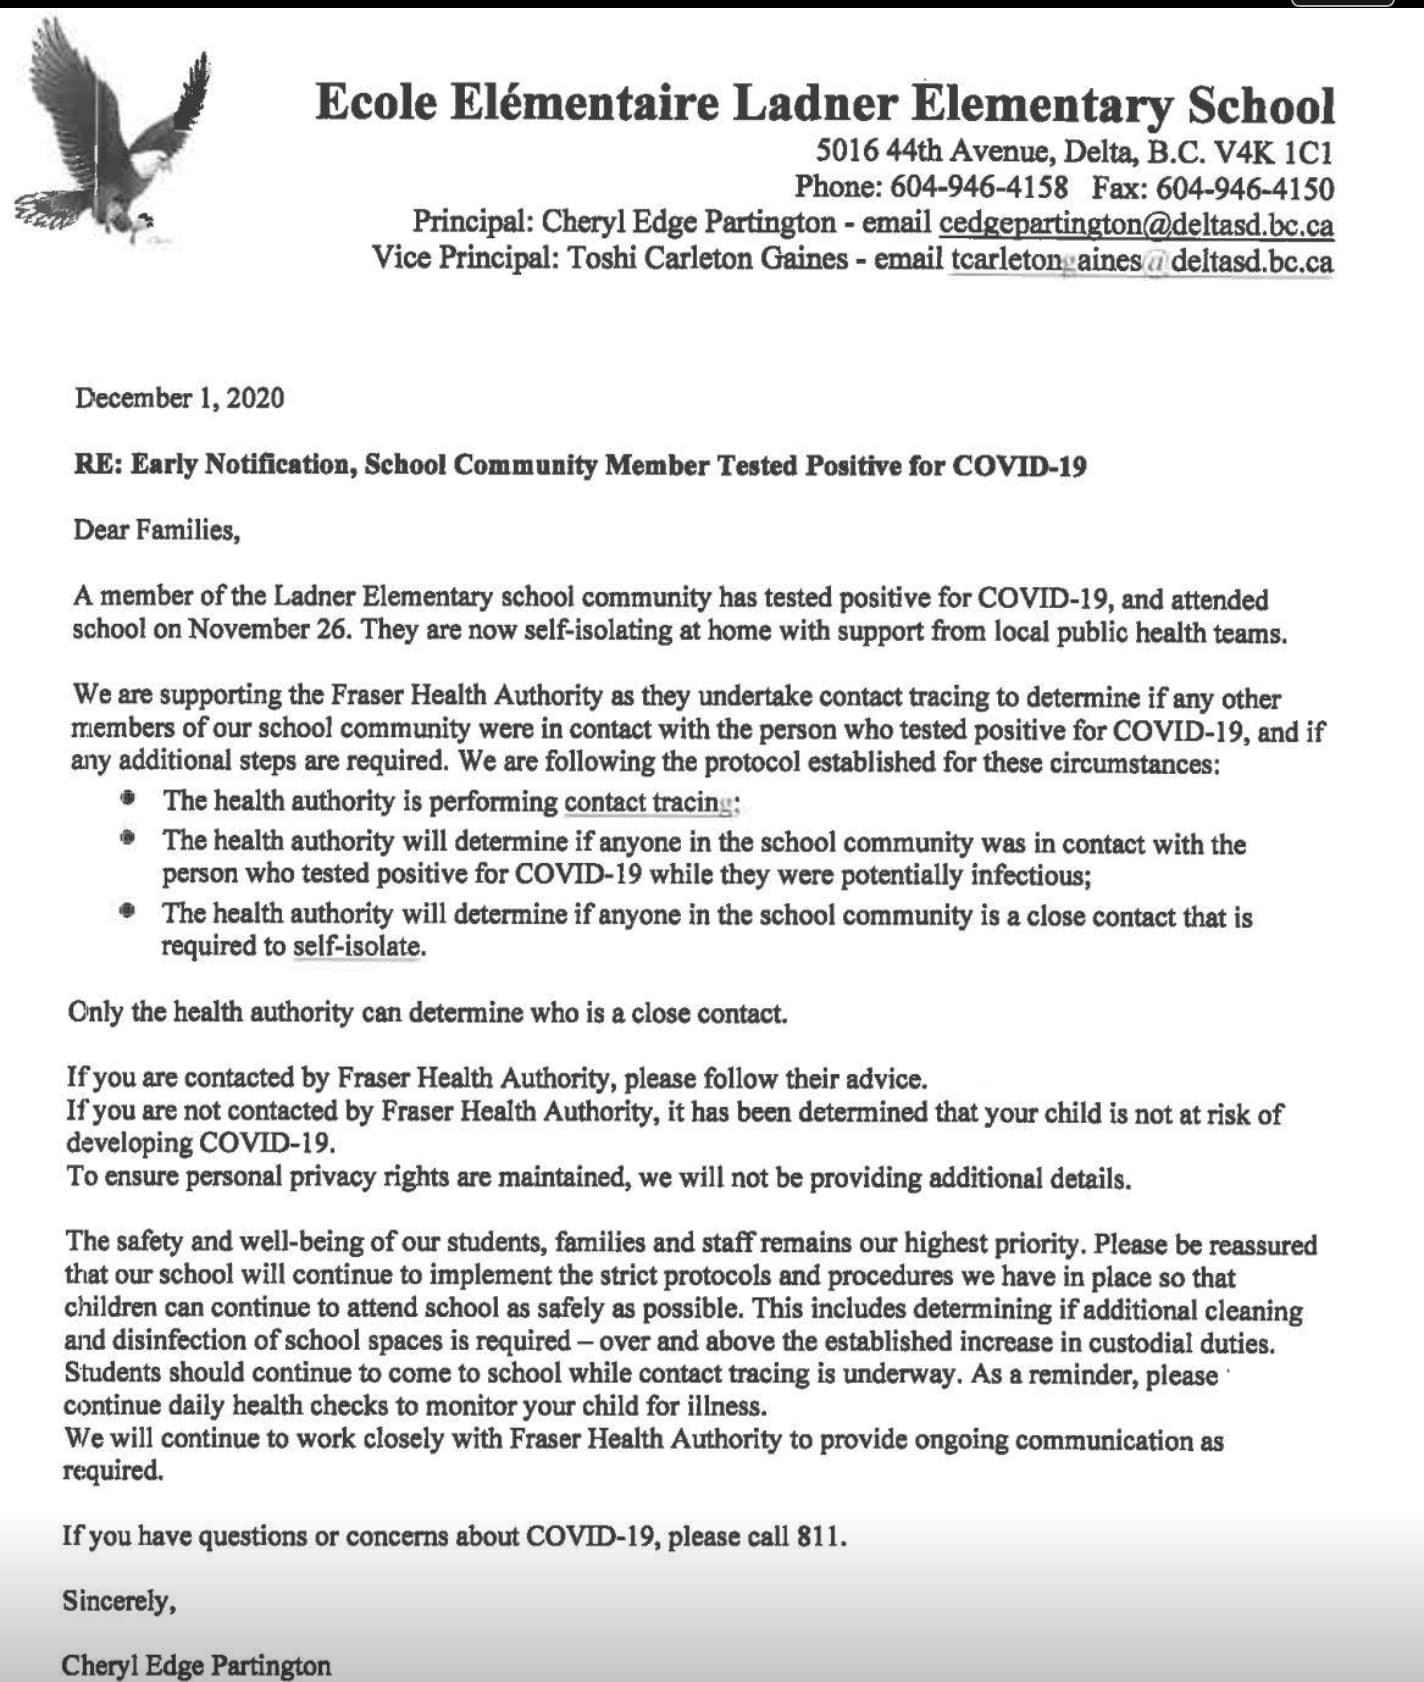 Ecole Elémentaire Ladner Elementary School
5016 44th Avenue, Delta, B.C. V4K 1C1
Phone: 604-946-4158 Fax: 604-946-4150
Principal: Cheryl Edge Partington - email cedgepartington@deltasd.bc.ca
Vice Principal: Toshi Carleton Gaines - email tcarletongaines@deltasd.bc.ca
December 1, 2020
RE: Early Notification, School Community Member Tested Positive for COVID-19
Dear Families,
A member of the Ladner Elementary school community has tested positive for COVID-19, and attended
school on November 26. They are now self-isolating at home with support from local public health teams.
We are supporting the Fraser Health Authority as they undertake contact tracing to determine if any other
members of our school community were in contact with the person who tested positive for COVID-19, and if
any additional steps are required. We are following the protocol established for these circumstances:
• The health authority is performing contact tracing;
• The health authority will determine if anyone in the school community was in contact with the
person who tested positive for COVID-19 while they were potentially infectious;
• The health authority will determine if anyone in the school community is a close contact that is
required to self-isolate.
Only the health authority can determine who is a close contact.
If you are contacted by Fraser Health Authority, please follow their advice.
If you are not contacted by Fraser Health Authority, it has been determined that your child is not at risk of
developing COVID-19.
To ensure personal privacy rights are maintained, we will not be providing additional details.
The safety and well-being of our students, families and staff remains our highest priority. Please be reassured
that our school will continue to implement the strict protocols and procedures we have in place so that
children can continue to attend school as safely as possible. This includes determining if additional cleaning
and disinfection of school spaces is required – over and above the established increase in custodial duties.
Students should continue to come to school while contact tracing is underway. As a reminder, please
continue daily health checks to monitor your child for illness.
We will continue to work closely with Fraser Health Authority to provide ongoing communication as
required.
If you have questions or concerns about COVID-19, please call 811.
Sincerely,
Cheryl Edge Partington